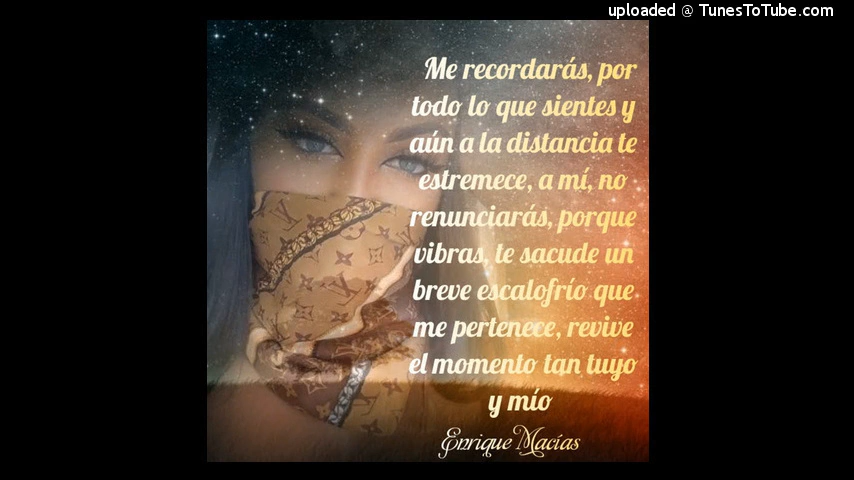 uploaded @ TunesToTube.com
Me recordarás, por
todo lo que sientes y
aún a la distancia te
estremece, a mí, no
renunciarás, porque
vibras, te sacude un
breve escalofrío que
me pertenece, revive
el momento tan tuyo
y mío
Enrique Macías